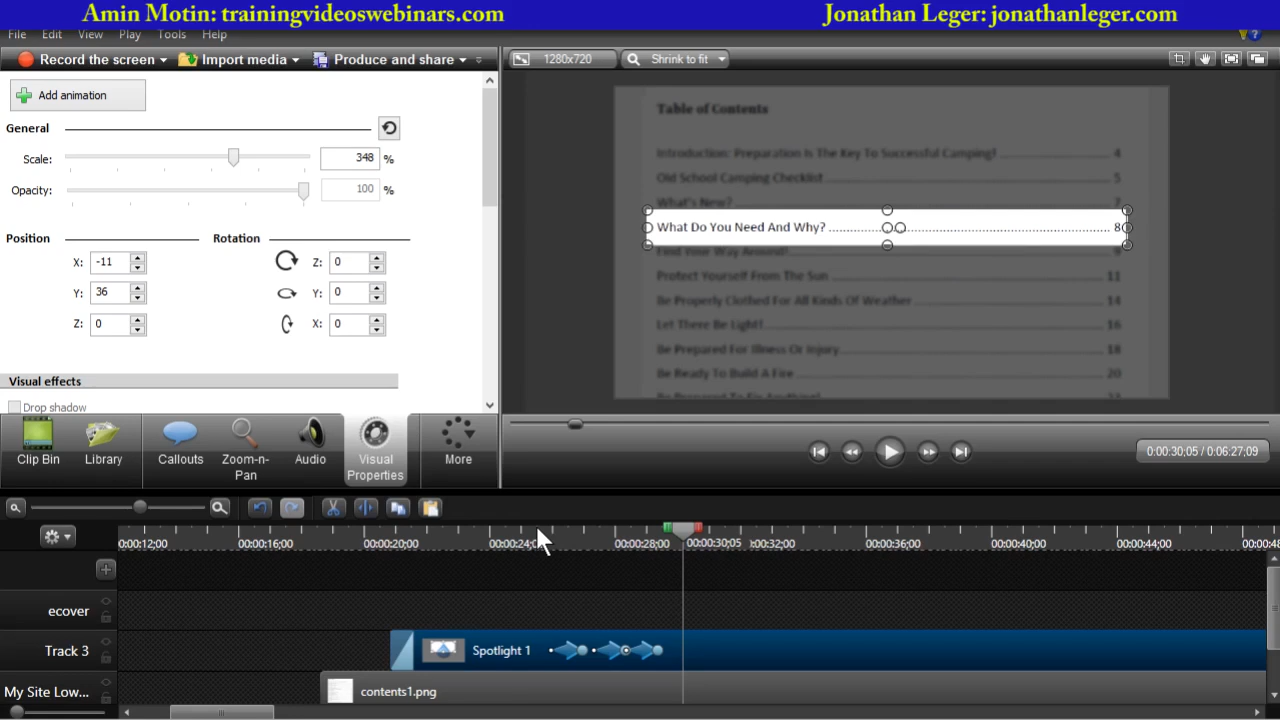 Amin Motin: trainingvideoswebinars.com
Jonathan Leger: jonathanleger.com
File Edit View Play Tools Help
Record the screen Import media Produce and share
1280x720 Shrink to fit
Add animation
General
Scale: 348 %
Opacity: 100 %
Position Rotation
X: -11 Z: 0
Y: 36 Y: 0
Z: 0 X: 0
Visual effects
Drop shadow
Table of Contents
Introduction: Preparation Is The Key To Successful Camping! 4
Old School Camping Checklist 5
What's New? 7
What Do You Need And Why? 8
Find Your Way Around! 9
Protect Yourself From The Sun 11
Be Properly Clothed For All Kinds Of Weather 14
Let There Be Light! 16
Be Prepared For Illness Or Injury 18
Be Ready To Build A Fire 20
Clip Bin Library Callouts Zoom-n-Pan Audio Visual Properties More
0:00:30;05 / 0:06:27;09
00:00:12;00 00:00:16;00 00:00:20;00 00:00:24;00 00:00:28;00 00:00:30;05 00:00:32;00 00:00:36;00 00:00:40;00 00:00:44;00
ecover
Track 3 Spotlight 1
My Site Low... contents1.png